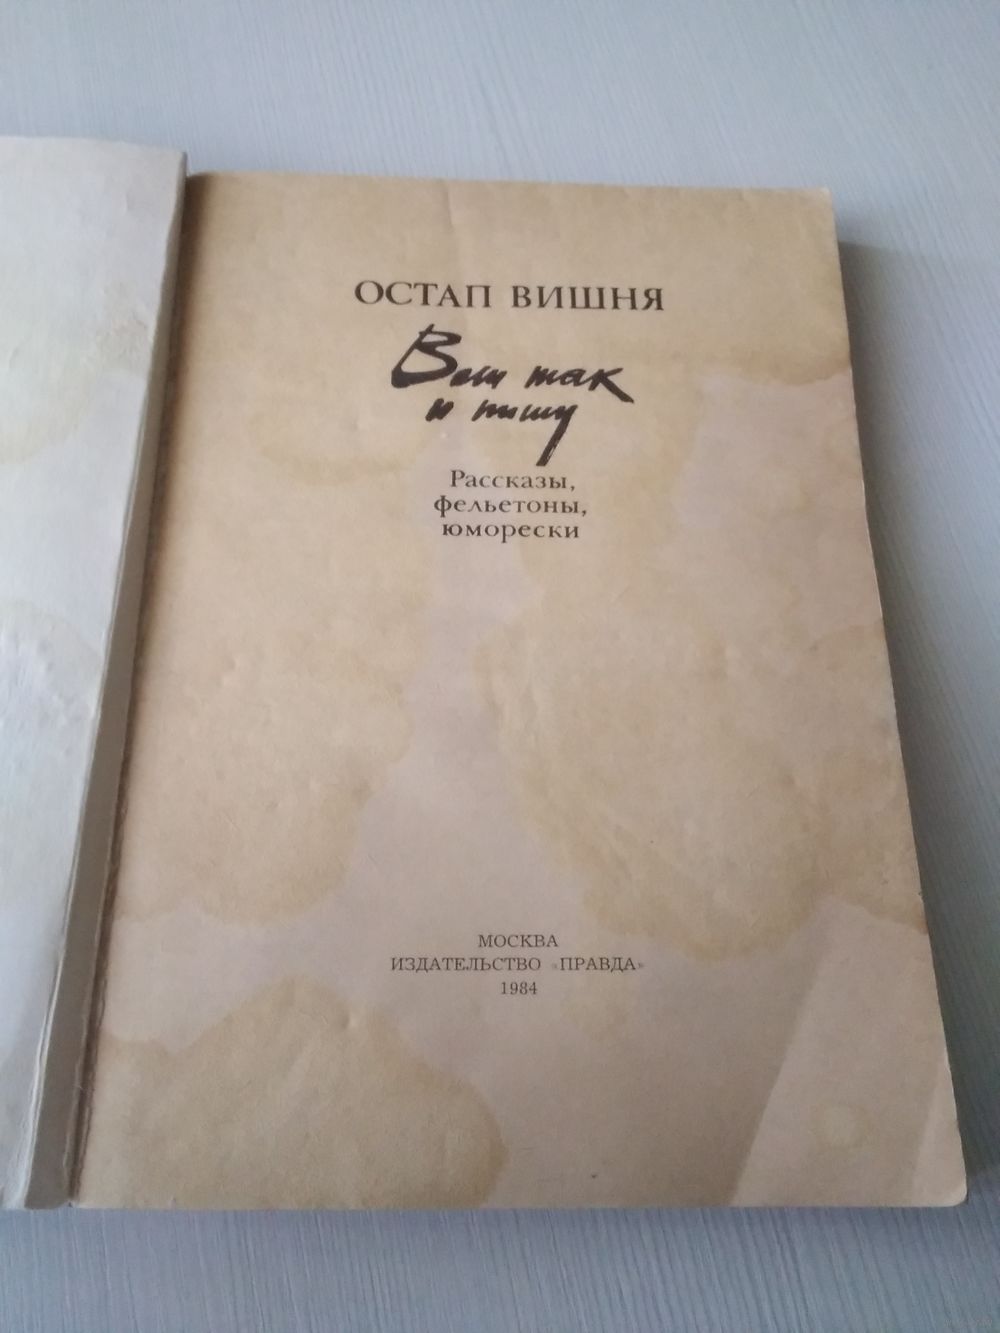 ОСТАП ВИШНЯ
Вот так
и пишу
Рассказы,
фельетоны,
юморески
МОСКВА
ИЗДАТЕЛЬСТВО «ПРАВДА»
1984